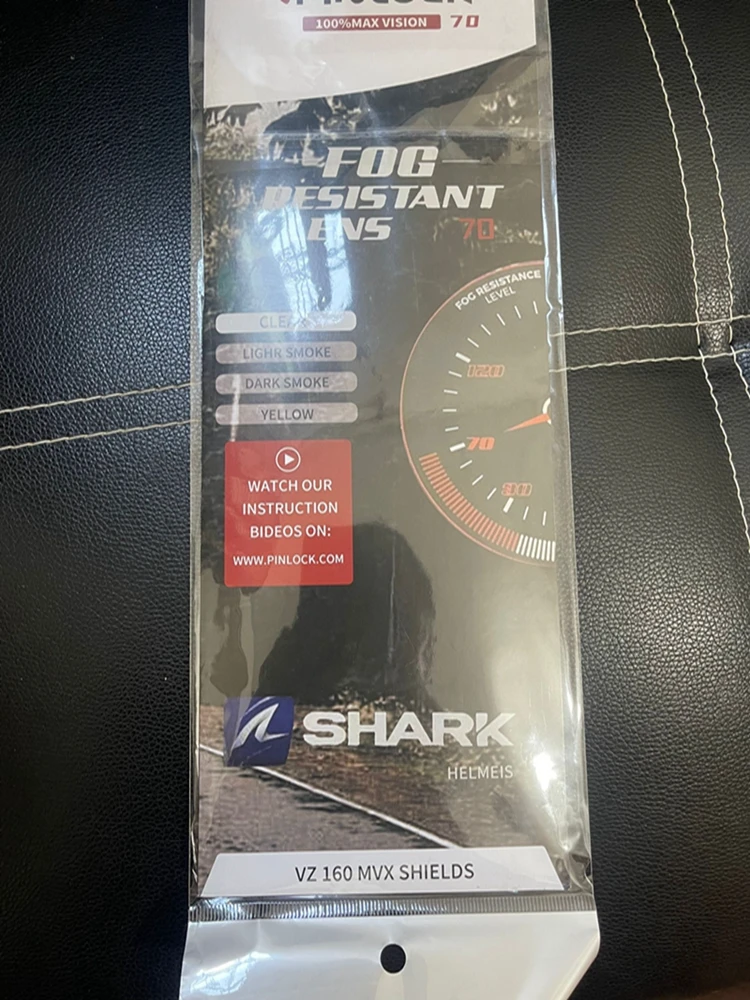 PINLOCK
100%MAX VISION 70
FOG
RESISTANT
ENS 70
FOG RESISTANCE
LEVEL
CLEAR
LIGHR SMOKE
DARK SMOKE
YELLOW
120
70
30
WATCH OUR
INSTRUCTION
BIDEOS ON:
WWW.PINLOCK.COM
SHARK
HELMEIS
VZ 160 MVX SHIELDS